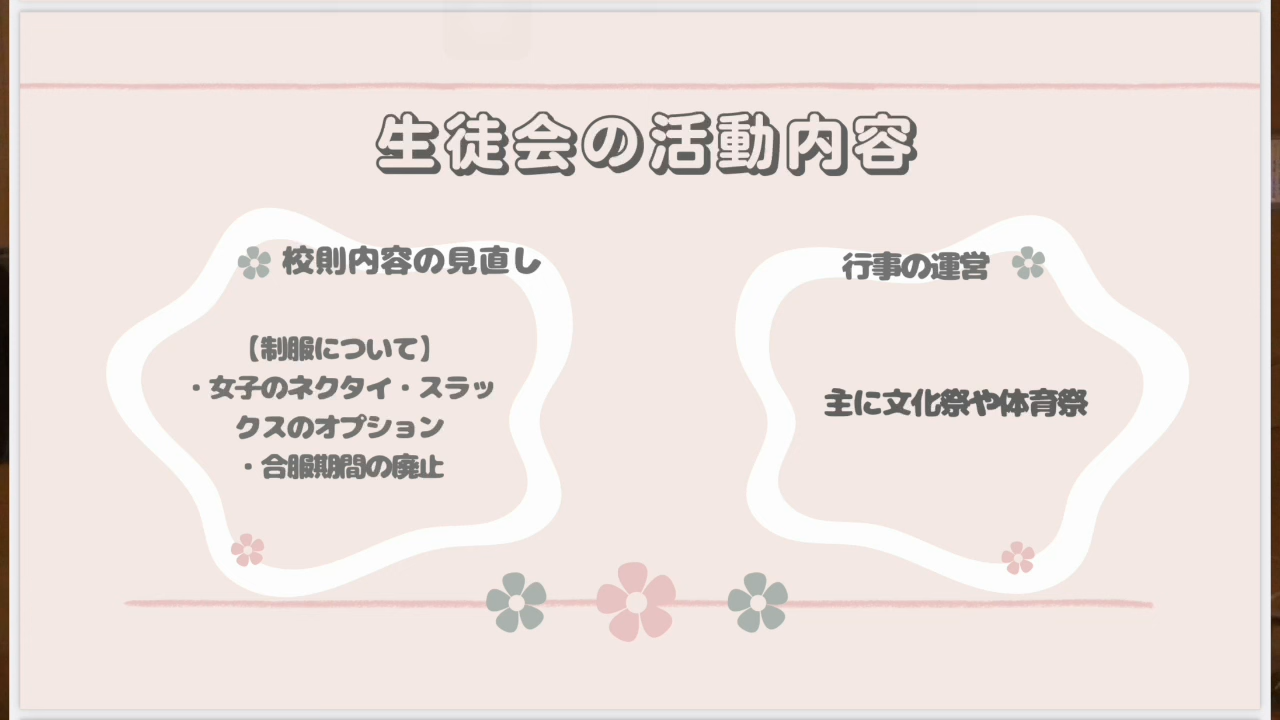 生徒会の活動内容
校則内容の見直し
【制服について】
・女子のネクタイ・スラッ
クスのオプション
・合服期間の廃止
行事の運営
主に文化祭や体育祭